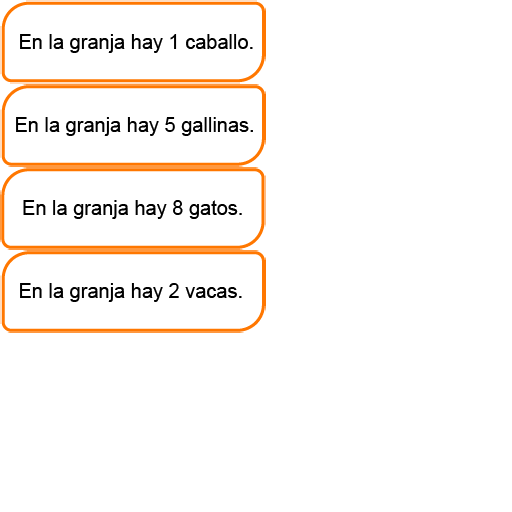 En la granja hay 1 caballo.
En la granja hay 5 gallinas.
En la granja hay 8 gatos.
En la granja hay 2 vacas.